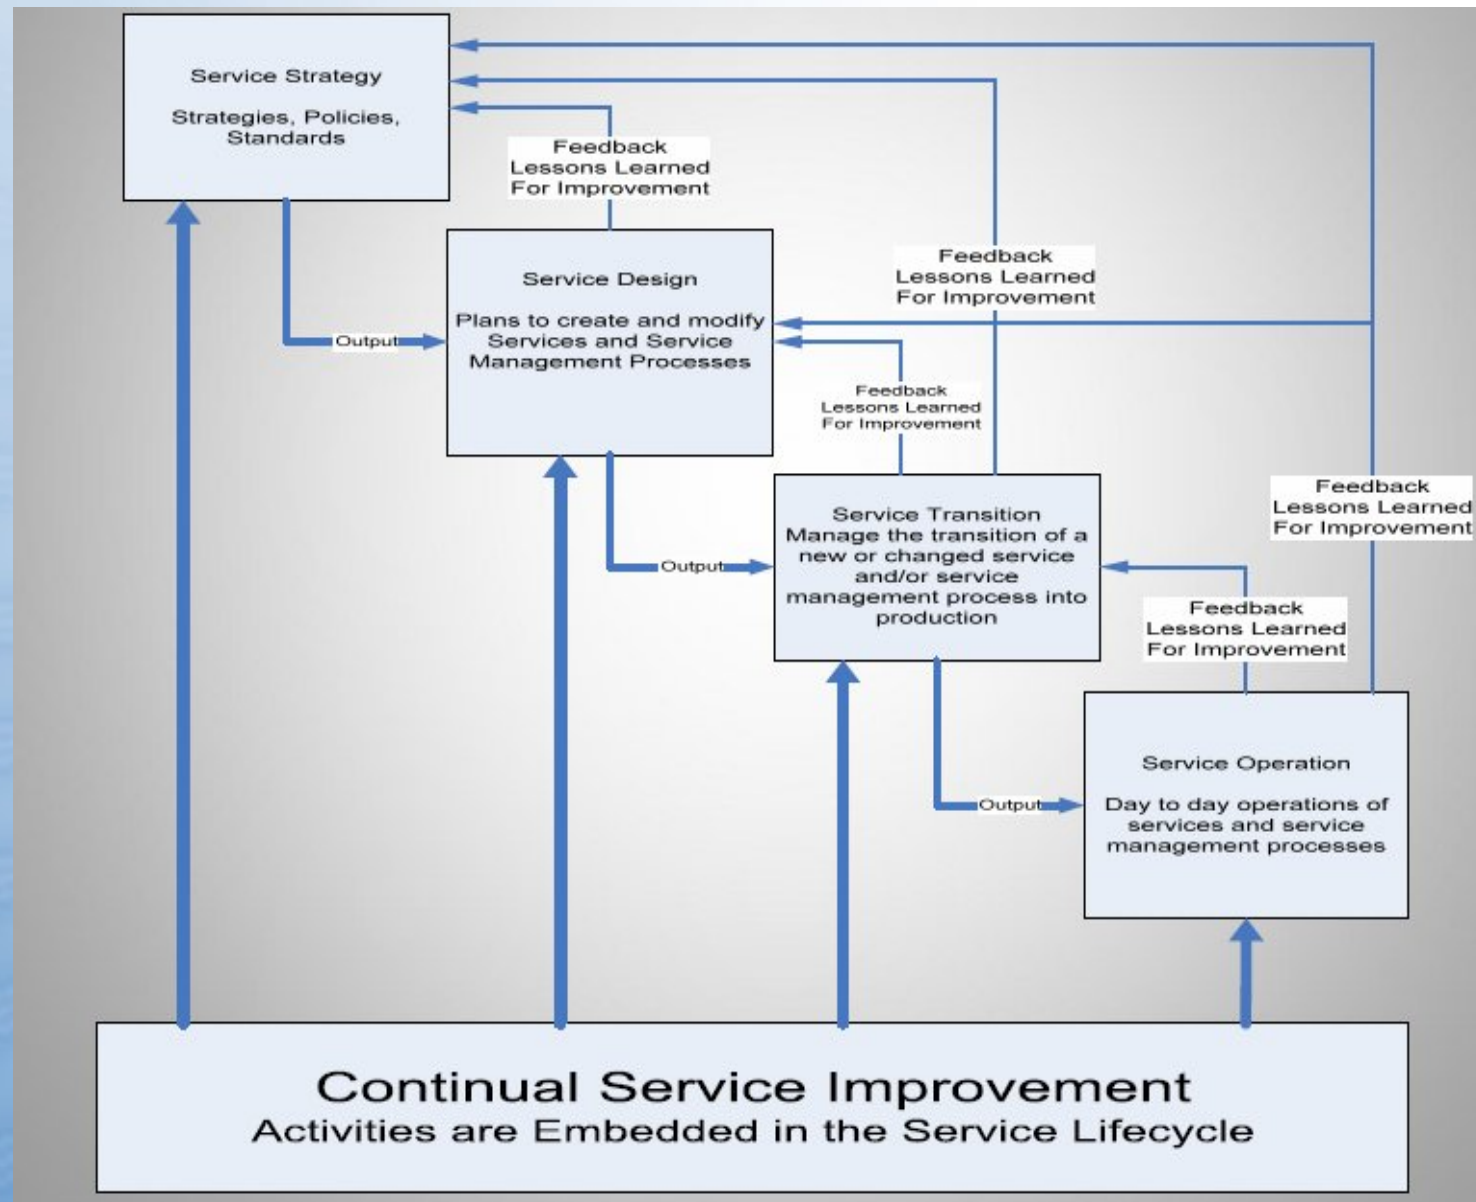 Service Strategy
Strategies, Policies,
Standards
Feedback
Lessons Learned
For Improvement
Service Design
Plans to create and modify
Services and Service
Management Processes
Output
Feedback
Lessons Learned
For Improvement
Feedback
Lessons Learned
For Improvement
Service Transition
Manage the transition of a
new or changed service
and/or service
management process into
production
Output
Feedback
Lessons Learned
For Improvement
Feedback
Lessons Learned
For Improvement
Service Operation
Day to day operations of
services and service
management processes
Output
Continual Service Improvement
Activities are Embedded in the Service Lifecycle